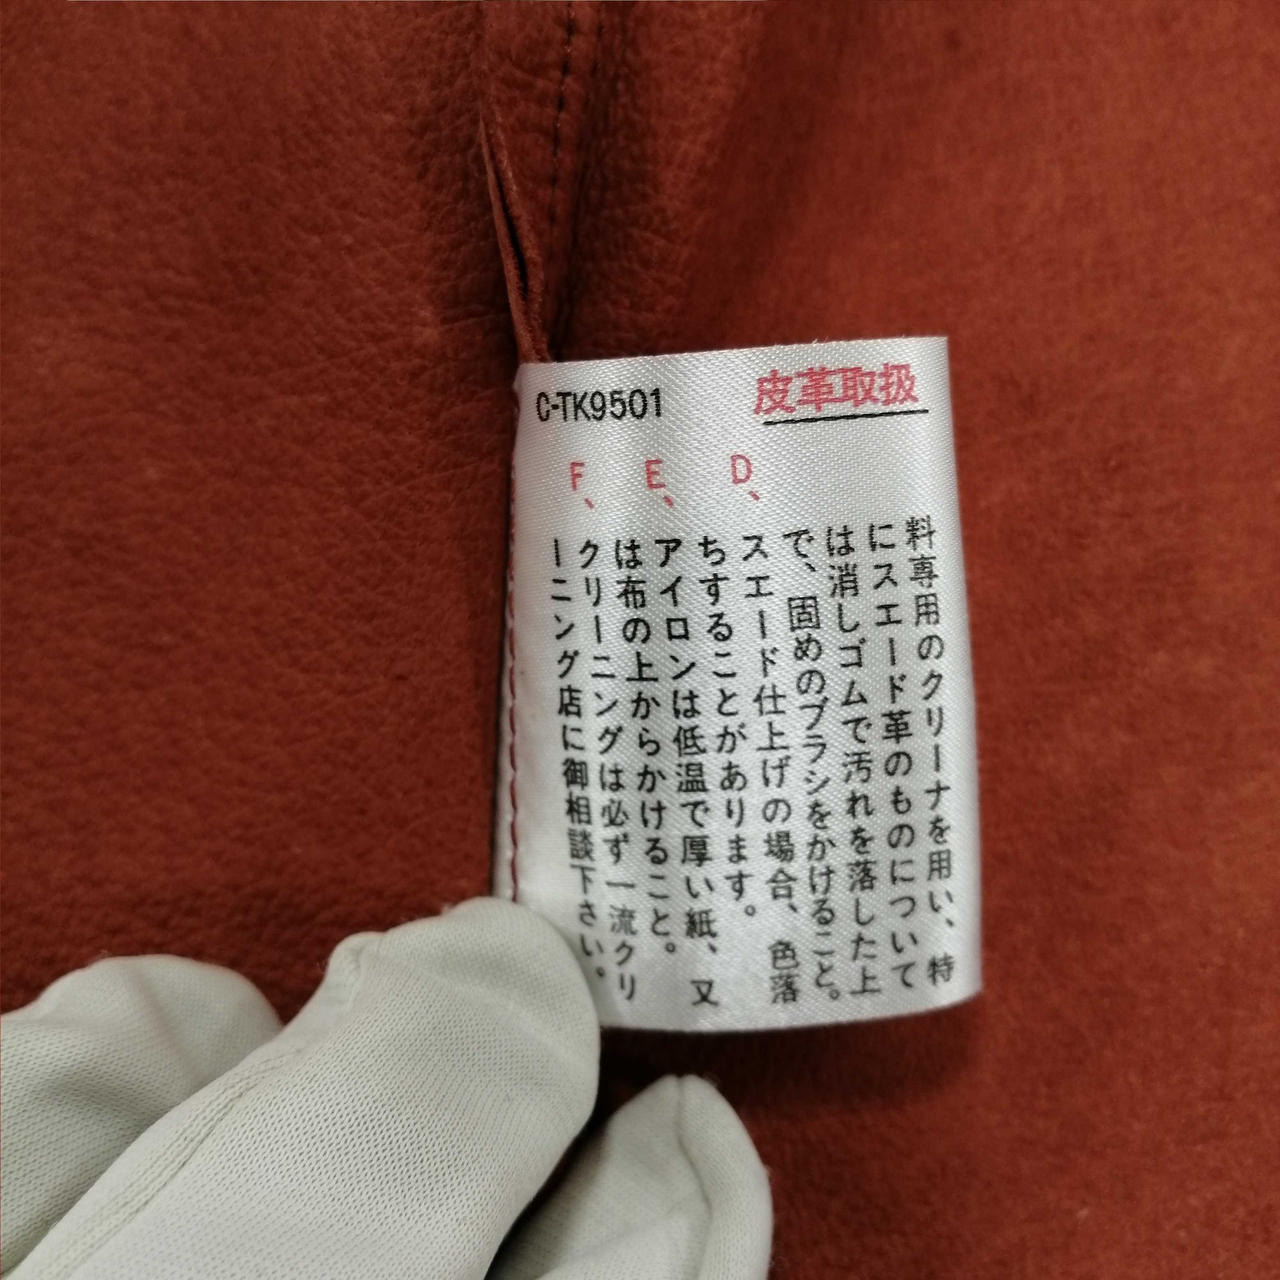 C-TK9501
皮革取扱
料専用のクリーナを用い、特
にスエード革のものについて
は消しゴムで汚れを落した上
で、固めのブラシをかけること。
D、スエード仕上げの場合、色落
ちすることがあります。
E、アイロンは低温で厚い紙、又
は布の上からかけること。
F、クリーニングは必ず一流クリ
ーニング店に御相談下さい。